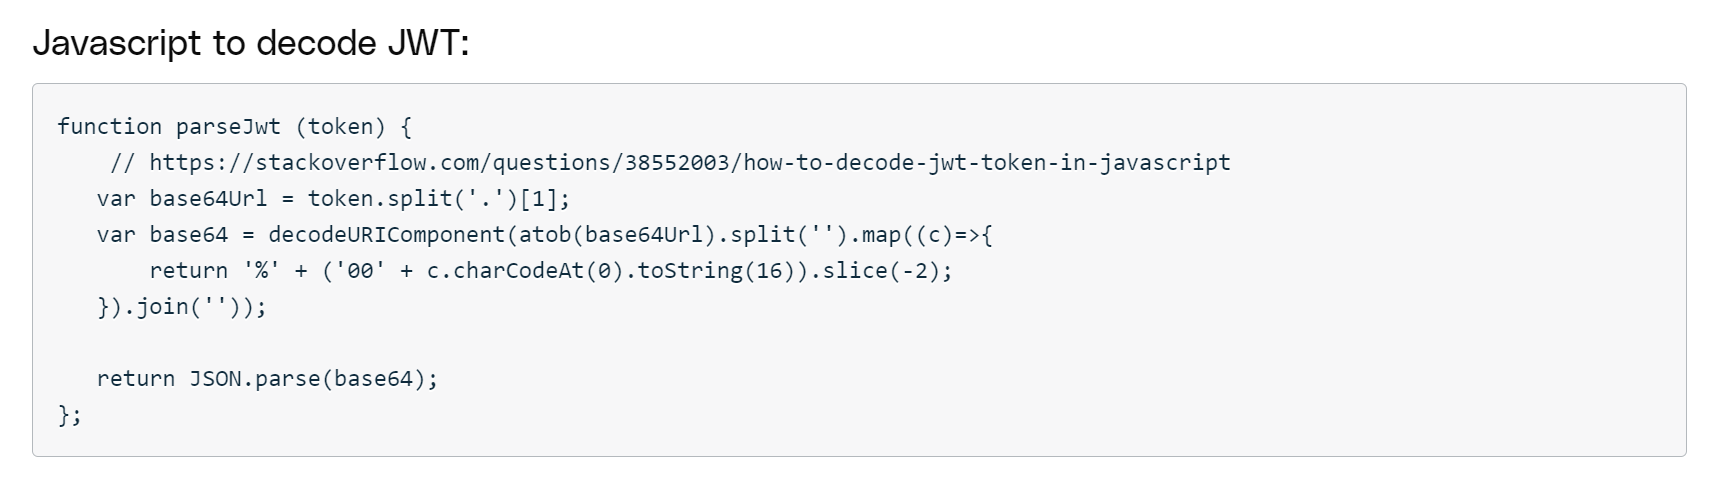 Javascript to decode JWT:
function parseJwt (token) {
    // https://stackoverflow.com/questions/38552003/how-to-decode-jwt-token-in-javascript
   var base64Url = token.split('.')[1];
   var base64 = decodeURIComponent(atob(base64Url).split('').map((c)=>{
       return '%' + ('00' + c.charCodeAt(0).toString(16)).slice(-2);
   }).join(''));
   return JSON.parse(base64);
};